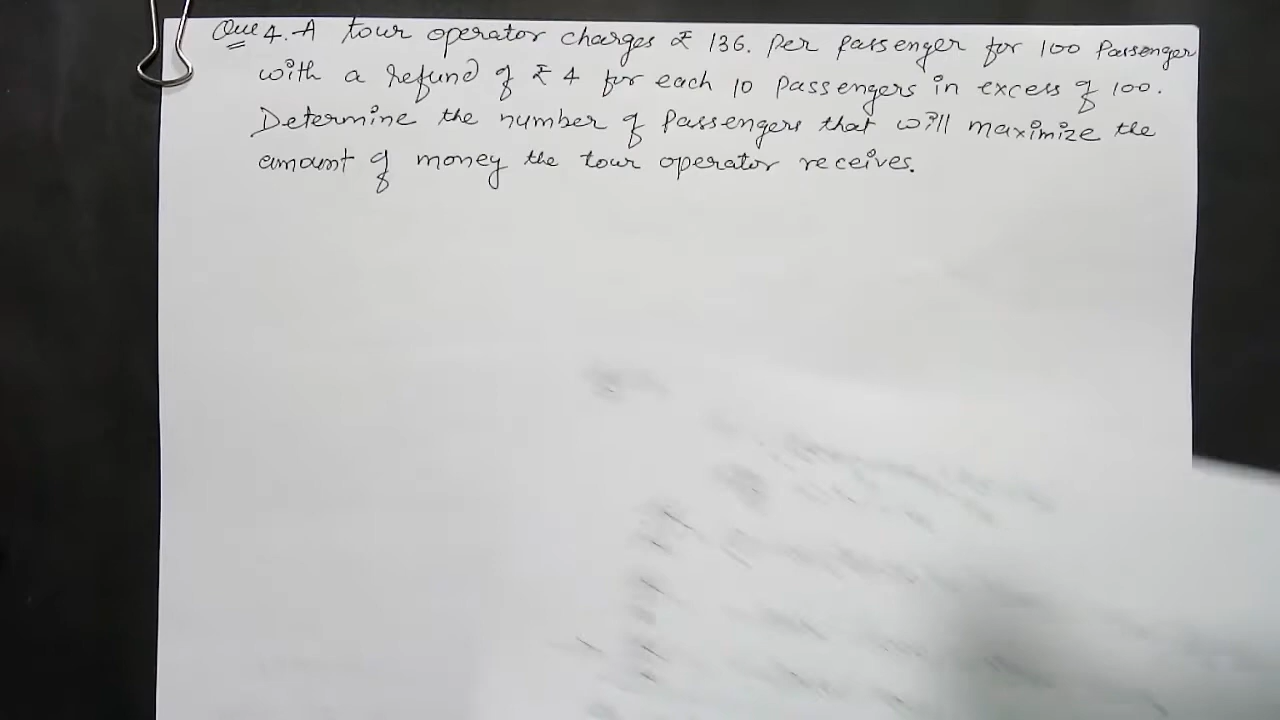 Que 4. A tour operator charges ₹ 136. Per passenger for 100 Passenger
with a refund of ₹ 4 for each 10 passengers in excess of 100.
Determine the number of Passengers that will maximize the
amount of money the tour operator receives.